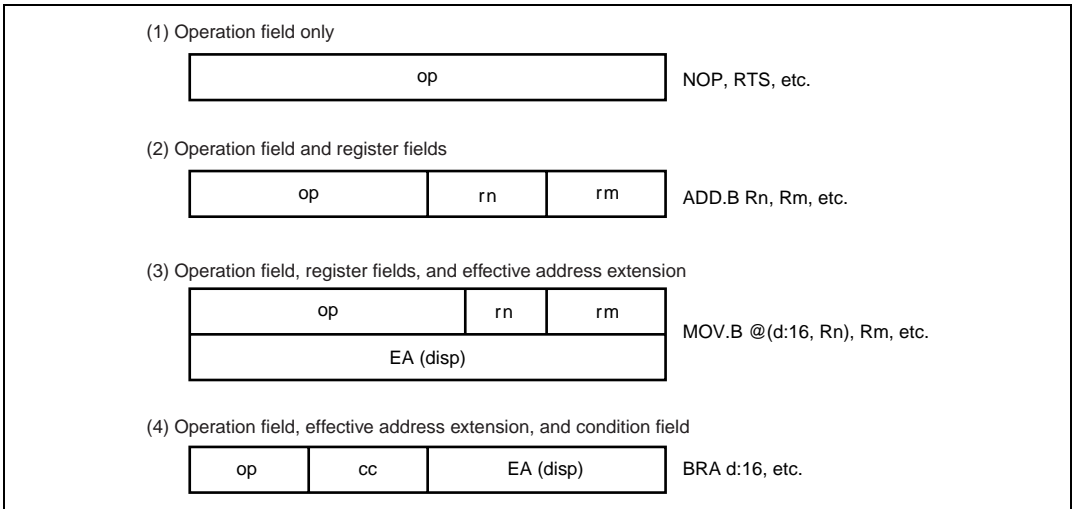 (1) Operation field only
op
NOP, RTS, etc.
(2) Operation field and register fields
op rn rm
ADD.B Rn, Rm, etc.
(3) Operation field, register fields, and effective address extension
op rn rm
EA (disp)
MOV.B @(d:16, Rn), Rm, etc.
(4) Operation field, effective address extension, and condition field
op cc EA (disp)
BRA d:16, etc.